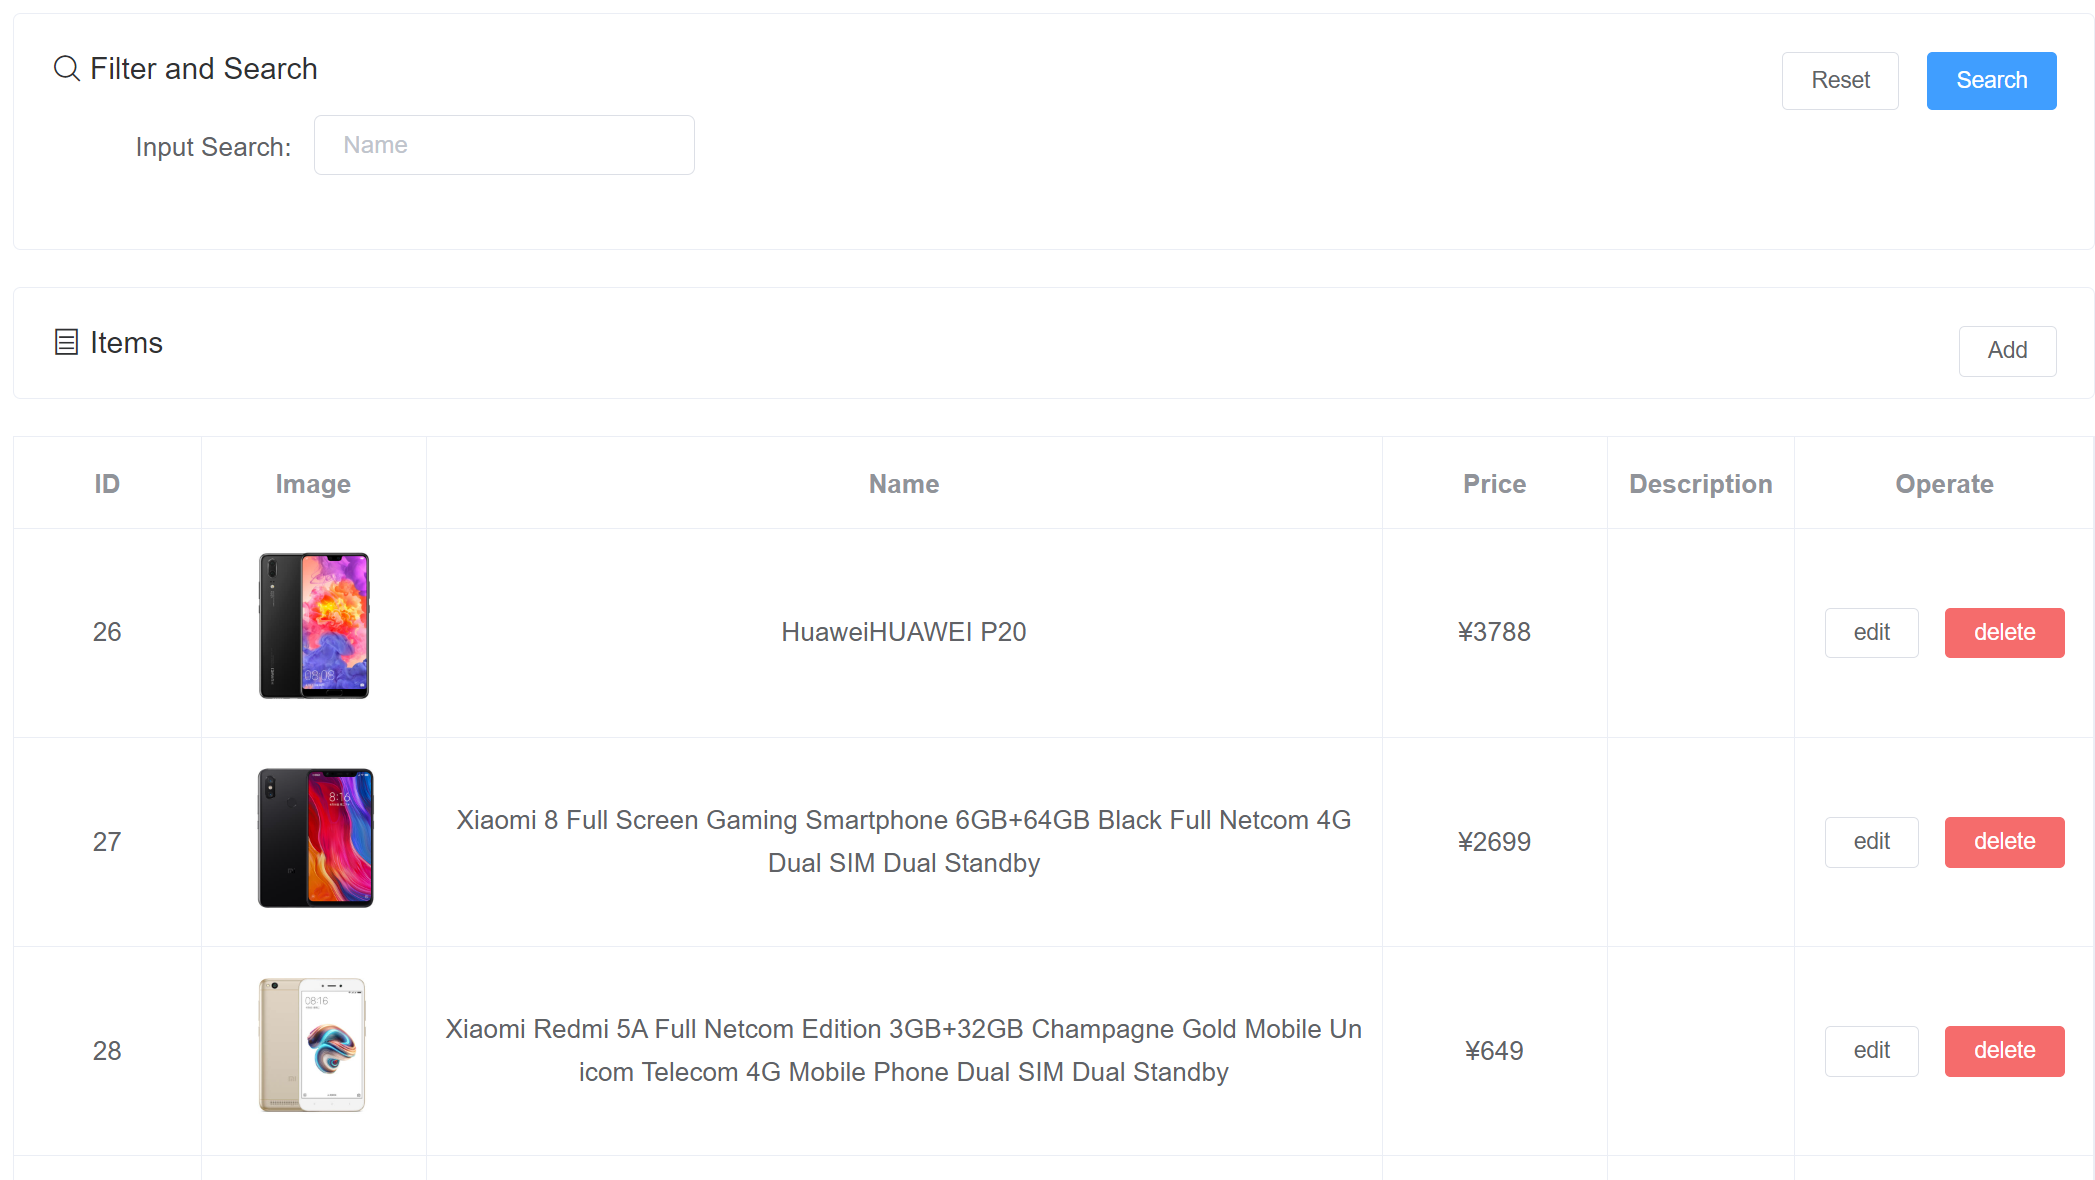 Filter and Search
Reset
Search
Input Search:
Name
Items
Add
ID
Image
Name
Price
Description
Operate
26
08:08
HuaweiHUAWEI P20
¥3788
edit
delete
27
8:16
Xiaomi 8 Full Screen Gaming Smartphone 6GB+64GB Black Full Netcom 4G
Dual SIM Dual Standby
¥2699
edit
delete
28
08:16
Xiaomi Redmi 5A Full Netcom Edition 3GB+32GB Champagne Gold Mobile Un
icom Telecom 4G Mobile Phone Dual SIM Dual Standby
¥649
edit
delete